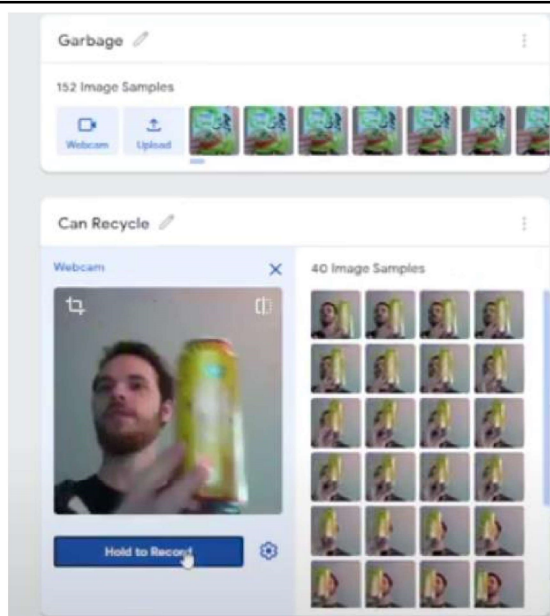 Garbage
152 Image Samples
Webcam
Upload
Can Recycle
Webcam
40 Image Samples
Hold to Record